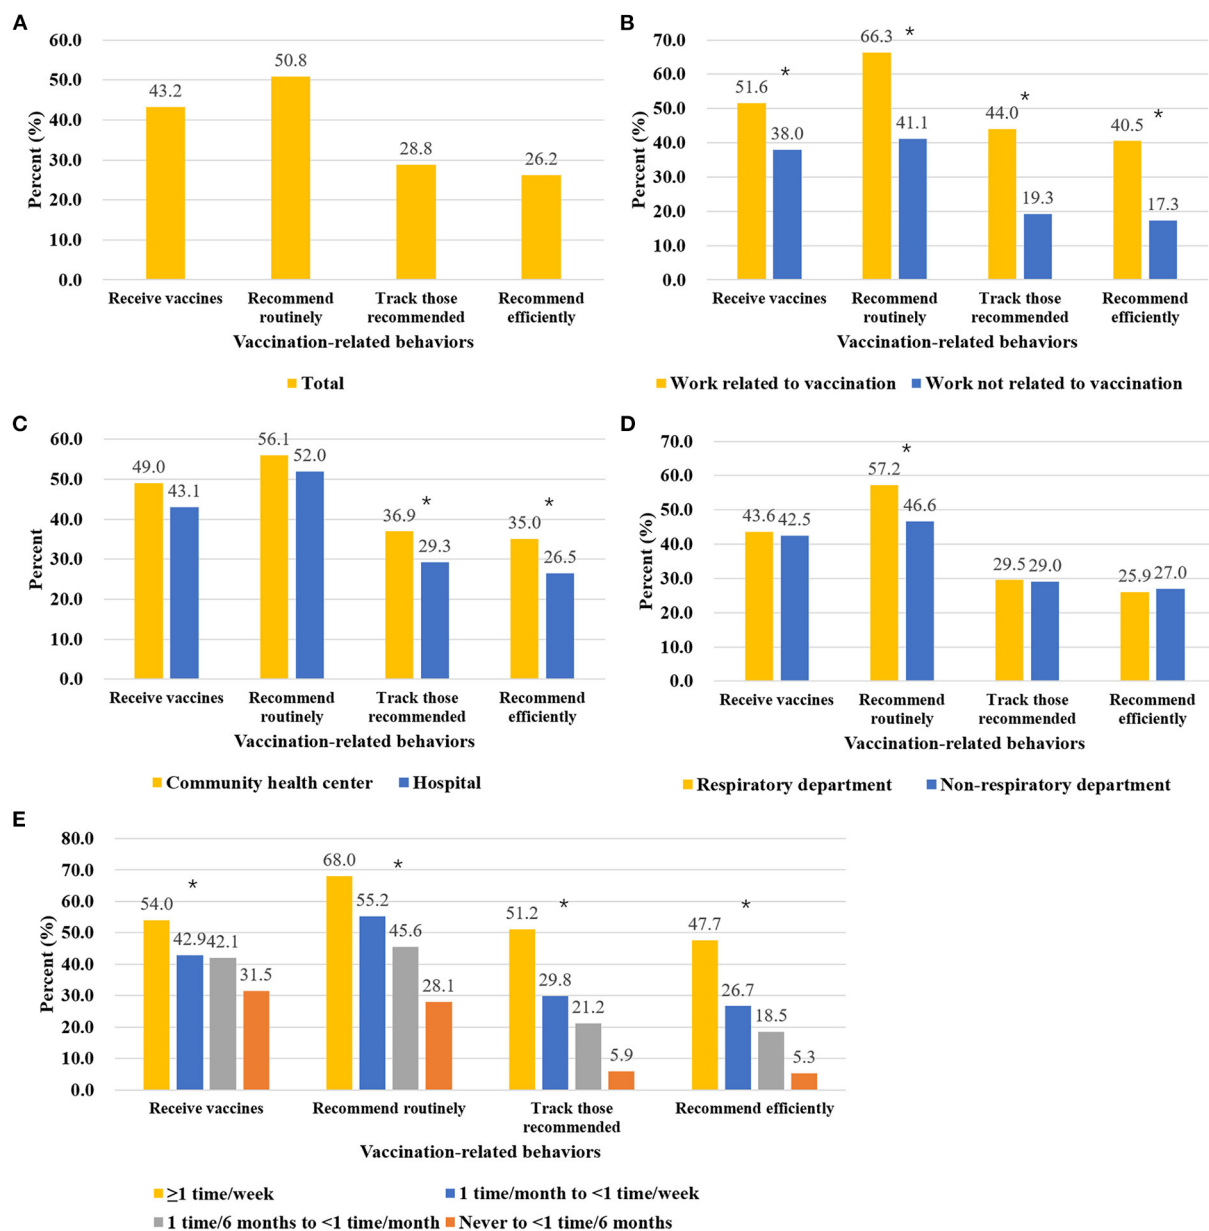 A
60.0
50.0
40.0
30.0
20.0
10.0
0.0
Percent (%)
43.2
50.8
28.8
26.2
Receive vaccines
Recommend
routinely
Track those
recommended
Recommend
efficiently
Vaccination-related behaviors
Total
B
70.0
60.0
50.0
40.0
30.0
20.0
10.0
0.0
Percent (%)
51.6
38.0
*
66.3
41.1
*
44.0
19.3
*
40.5
17.3
*
Receive vaccines
Recommend
routinely
Track those
recommended
Recommend
efficiently
Vaccination-related behaviors
Work related to vaccination
Work not related to vaccination
C
60.0
50.0
40.0
30.0
20.0
10.0
0.0
Percent
49.0
43.1
56.1
52.0
36.9
29.3
*
35.0
26.5
*
Receive vaccines
Recommend
routinely
Track those
recommended
Recommend
efficiently
Vaccination-related behaviors
Community health center
Hospital
D
70.0
60.0
50.0
40.0
30.0
20.0
10.0
0.0
Percent (%)
43.6
42.5
57.2
46.6
*
29.5
29.0
25.9
27.0
Receive vaccines
Recommend
routinely
Track those
recommended
Recommend
efficiently
Vaccination-related behaviors
Respiratory department
Non-respiratory department
E
80.0
70.0
60.0
50.0
40.0
30.0
20.0
10.0
0.0
Percent (%)
54.0
42.9
42.1
31.5
*
68.0
55.2
45.6
28.1
*
51.2
29.8
21.2
5.9
*
47.7
26.7
18.5
5.3
*
Receive vaccines
Recommend routinely
Track those
recommended
Recommend efficiently
Vaccination-related behaviors
≥1 time/week
1 time/month to <1 time/week
1 time/6 months to <1 time/month
Never to <1 time/6 months